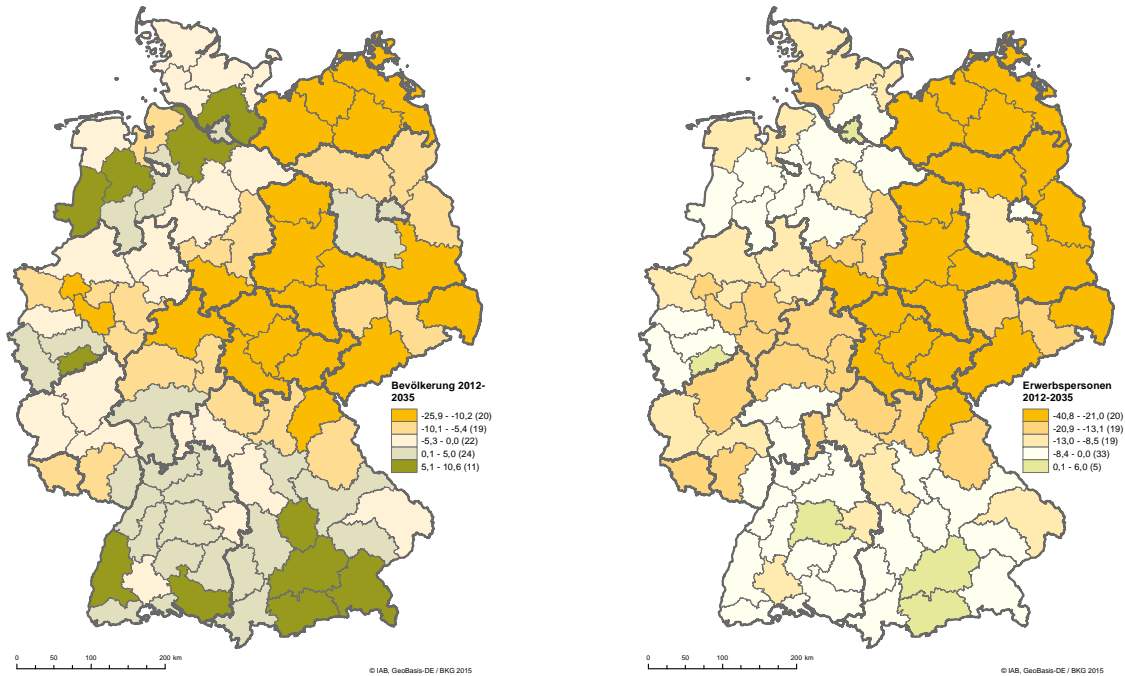 Bevölkerung 2012-
2035
-25,9 - -10,2 (20)
-10,1 - -5,4 (19)
-5,3 - 0,0 (22)
0,1 - 5,0 (24)
5,1 - 10,6 (11)
0 50 100 200 km
© IAB, GeoBasis-DE / BKG 2015
Erwerbspersonen
2012-2035
-40,8 - -21,0 (20)
-20,9 - -13,1 (19)
-13,0 - -8,5 (19)
-8,4 - 0,0 (33)
0,1 - 6,0 (5)
0 50 100 200 km
© IAB, GeoBasis-DE / BKG 2015